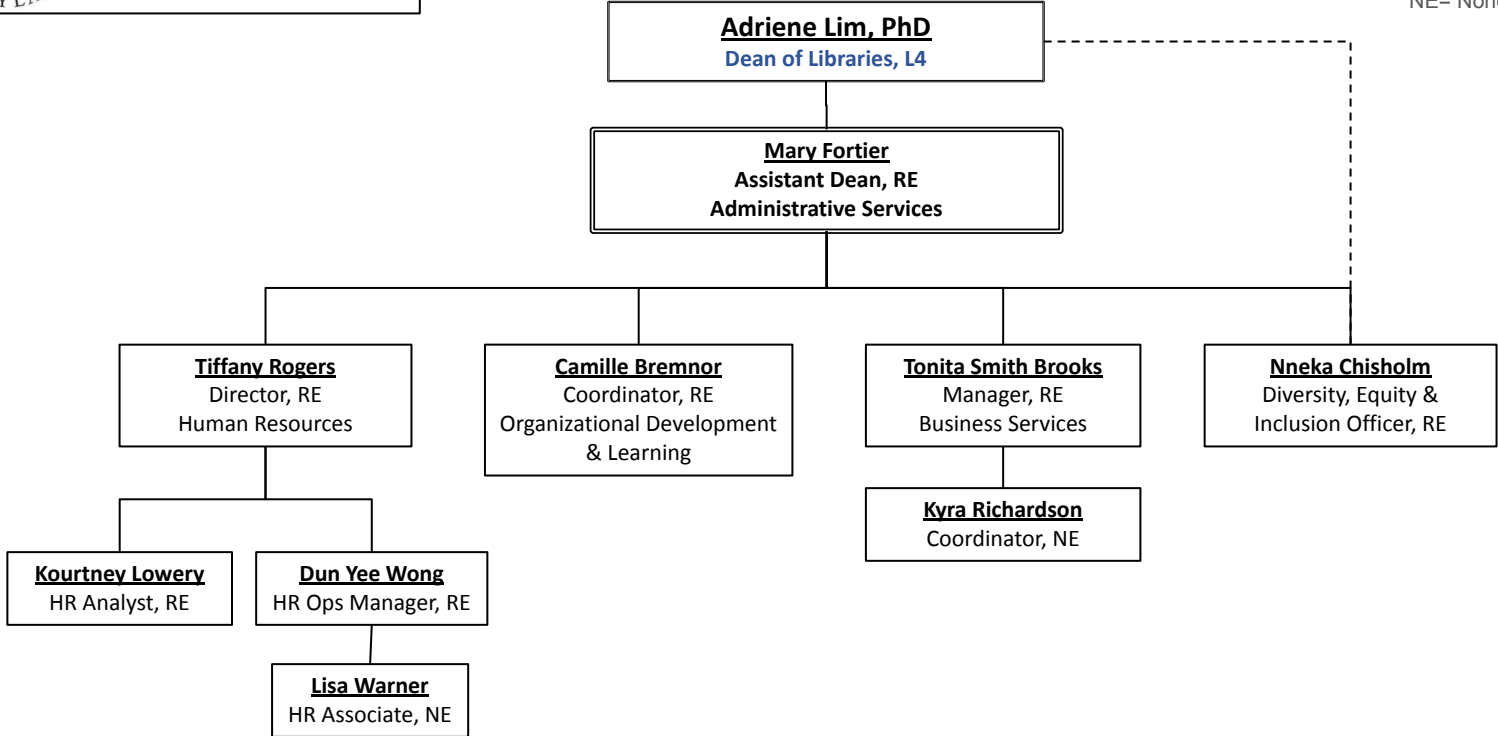 Adriene Lim, PhD
Dean of Libraries, L4
Mary Fortier
Assistant Dean, RE
Administrative Services
Tiffany Rogers
Director, RE
Human Resources
Camille Bremnor
Coordinator, RE
Organizational Development
& Learning
Tonita Smith Brooks
Manager, RE
Business Services
Nneka Chisholm
Diversity, Equity &
Inclusion Officer, RE
Kyra Richardson
Coordinator, NE
Kourtney Lowery
HR Analyst, RE
Dun Yee Wong
HR Ops Manager, RE
Lisa Warner
HR Associate, NE